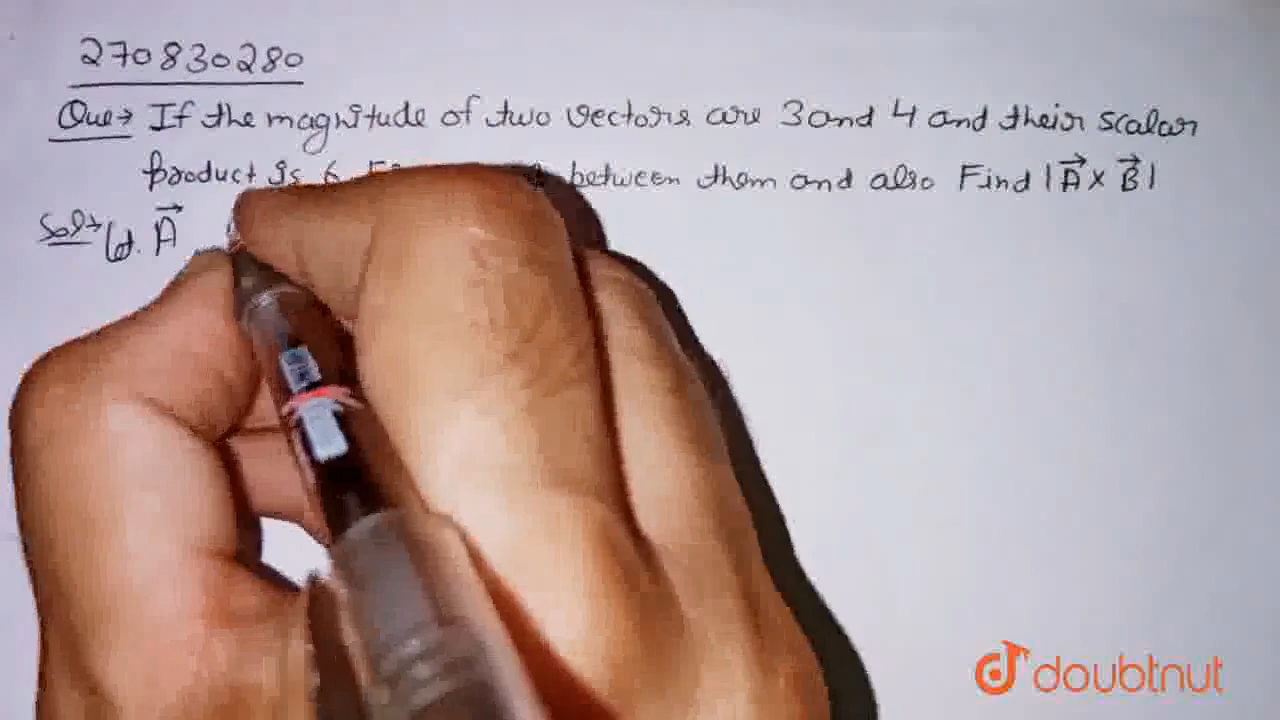 270830280
Que→ If the magnitude of two vectors are 3 and 4 and their scalar
product is 6. between them and also Find |A⃗ × B⃗|
Sol→ Let A⃗
doubtnut